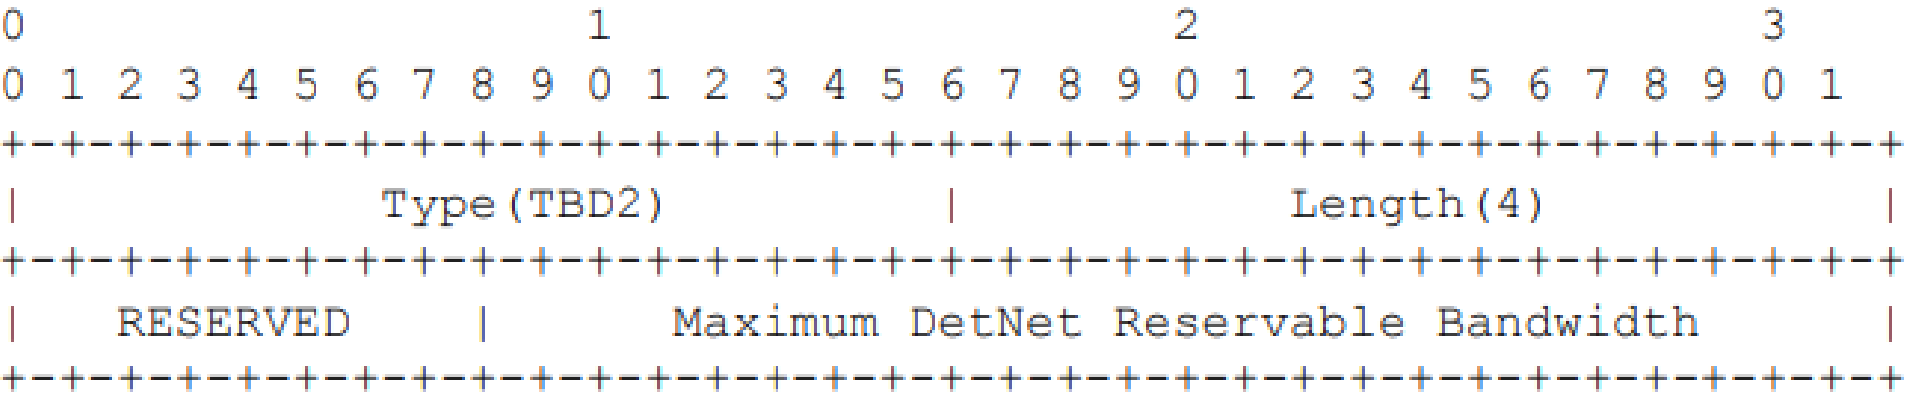 0                   1                   2                   3
0 1 2 3 4 5 6 7 8 9 0 1 2 3 4 5 6 7 8 9 0 1 2 3 4 5 6 7 8 9 0 1
+-+-+-+-+-+-+-+-+-+-+-+-+-+-+-+-+-+-+-+-+-+-+-+-+-+-+-+-+-+-+-+-+
|            Type(TBD2)         |           Length(4)           |
+-+-+-+-+-+-+-+-+-+-+-+-+-+-+-+-+-+-+-+-+-+-+-+-+-+-+-+-+-+-+-+-+
|   RESERVED    |      Maximum DetNet Reservable Bandwidth      |
+-+-+-+-+-+-+-+-+-+-+-+-+-+-+-+-+-+-+-+-+-+-+-+-+-+-+-+-+-+-+-+-+